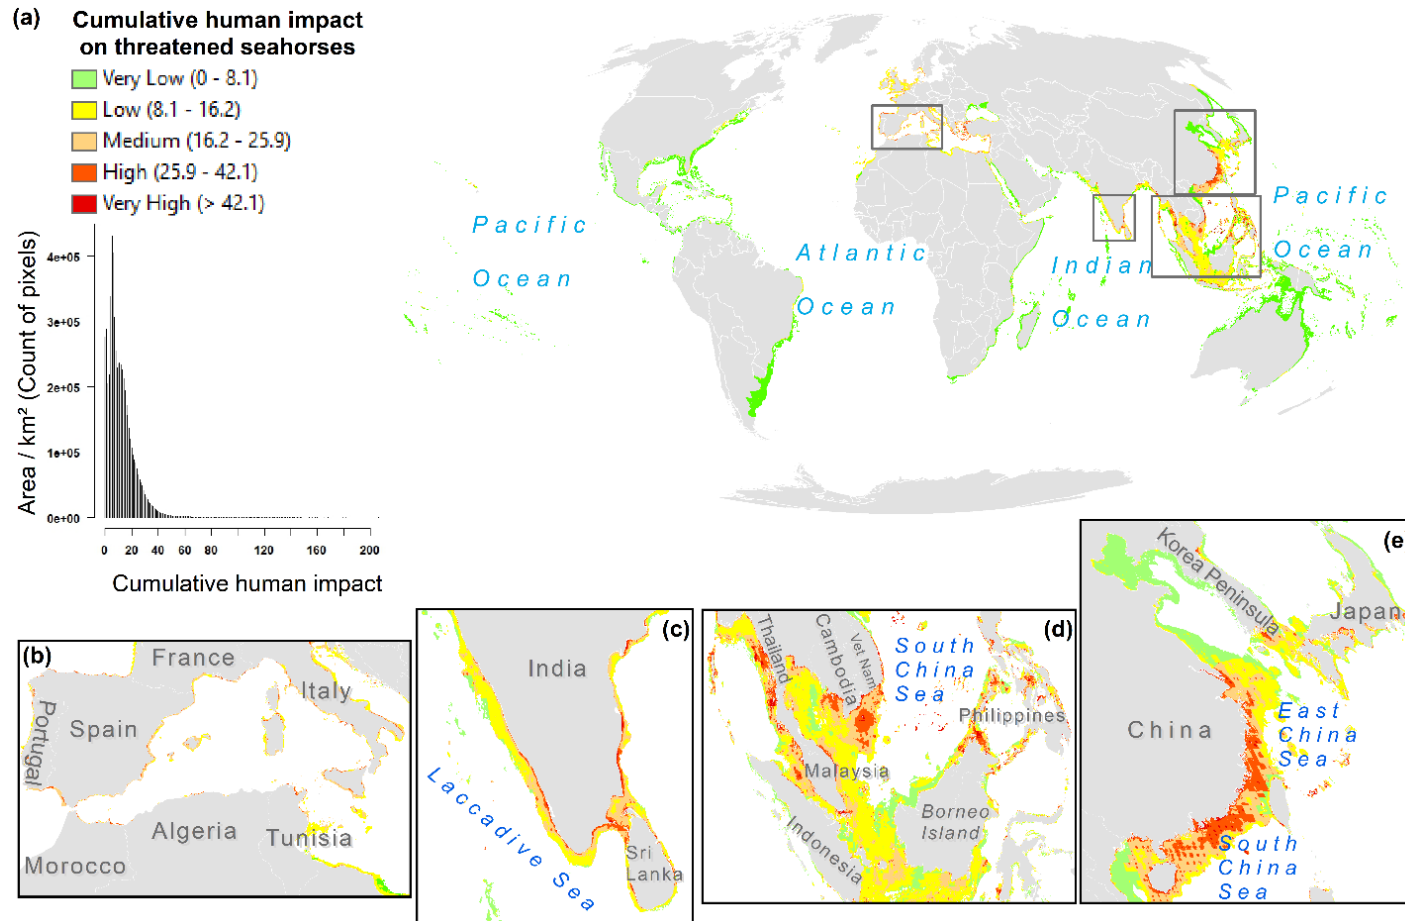 (a)
Cumulative human impact
on threatened seahorses
Very Low (0 - 8.1)
Low (8.1 - 16.2)
Medium (16.2 - 25.9)
High (25.9 - 42.1)
Very High (> 42.1)
Pacific
Ocean
Atlantic
Ocean
Indian
Ocean
Pacific
Ocean
Area / km² (Count of pixels)
4e+05
3e+05
2e+05
1e+05
0e+00
0 20 40 60 80 120 160 200
Cumulative human impact
(b)
France
Italy
Portugal
Spain
Algeria
Tunisia
Morocco
(c)
India
Sri
Lanka
Laccadive Sea
(d)
Thailand
Cambodia
Viet Nam
South
China
Sea
Philippines
Malaysia
Borneo
Island
Indonesia
(e)
Korea Peninsula
Japan
China
East
China
Sea
South
China
Sea